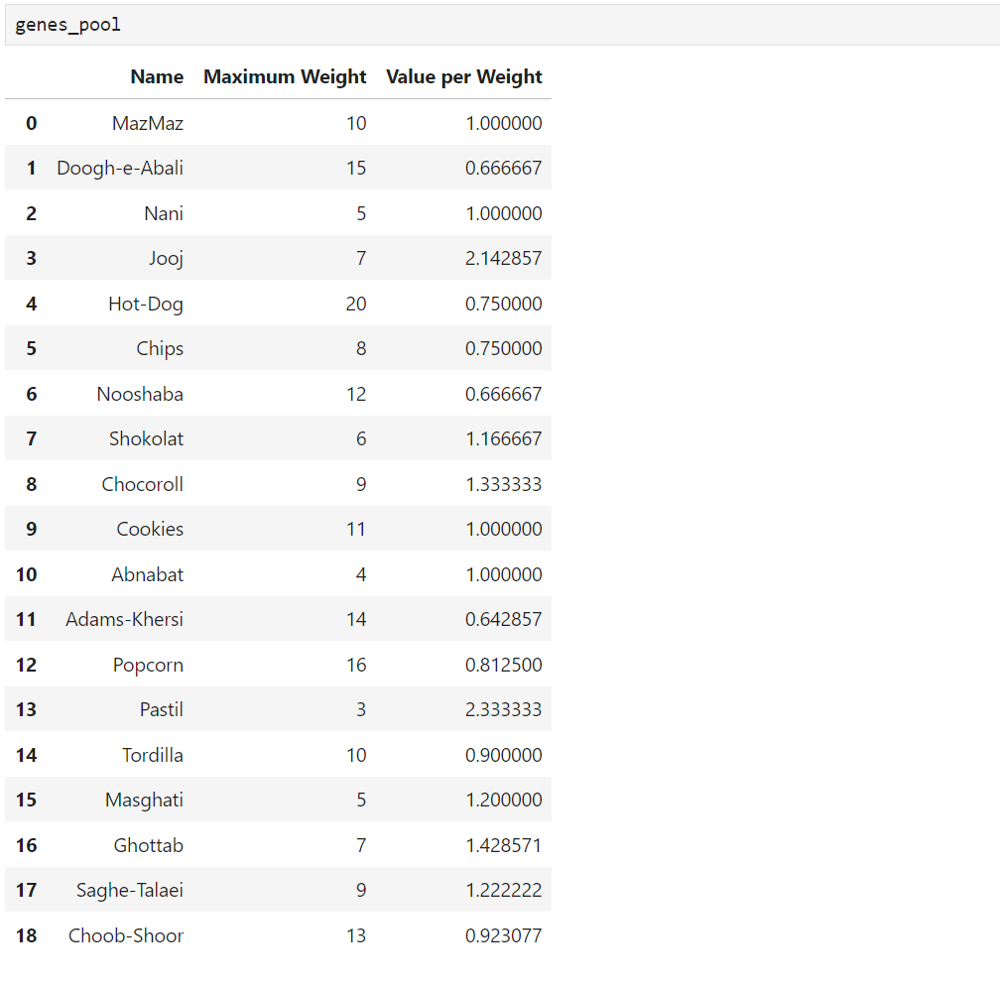 genes_pool
Name Maximum Weight Value per Weight
0 MazMaz 10 1.000000
1 Doogh-e-Abali 15 0.666667
2 Nani 5 1.000000
3 Jooj 7 2.142857
4 Hot-Dog 20 0.750000
5 Chips 8 0.750000
6 Nooshaba 12 0.666667
7 Shokolat 6 1.166667
8 Chocoroll 9 1.333333
9 Cookies 11 1.000000
10 Abnabat 4 1.000000
11 Adams-Khersi 14 0.642857
12 Popcorn 16 0.812500
13 Pastil 3 2.333333
14 Tordilla 10 0.900000
15 Masghati 5 1.200000
16 Ghottab 7 1.428571
17 Saghe-Talaei 9 1.222222
18 Choob-Shoor 13 0.923077